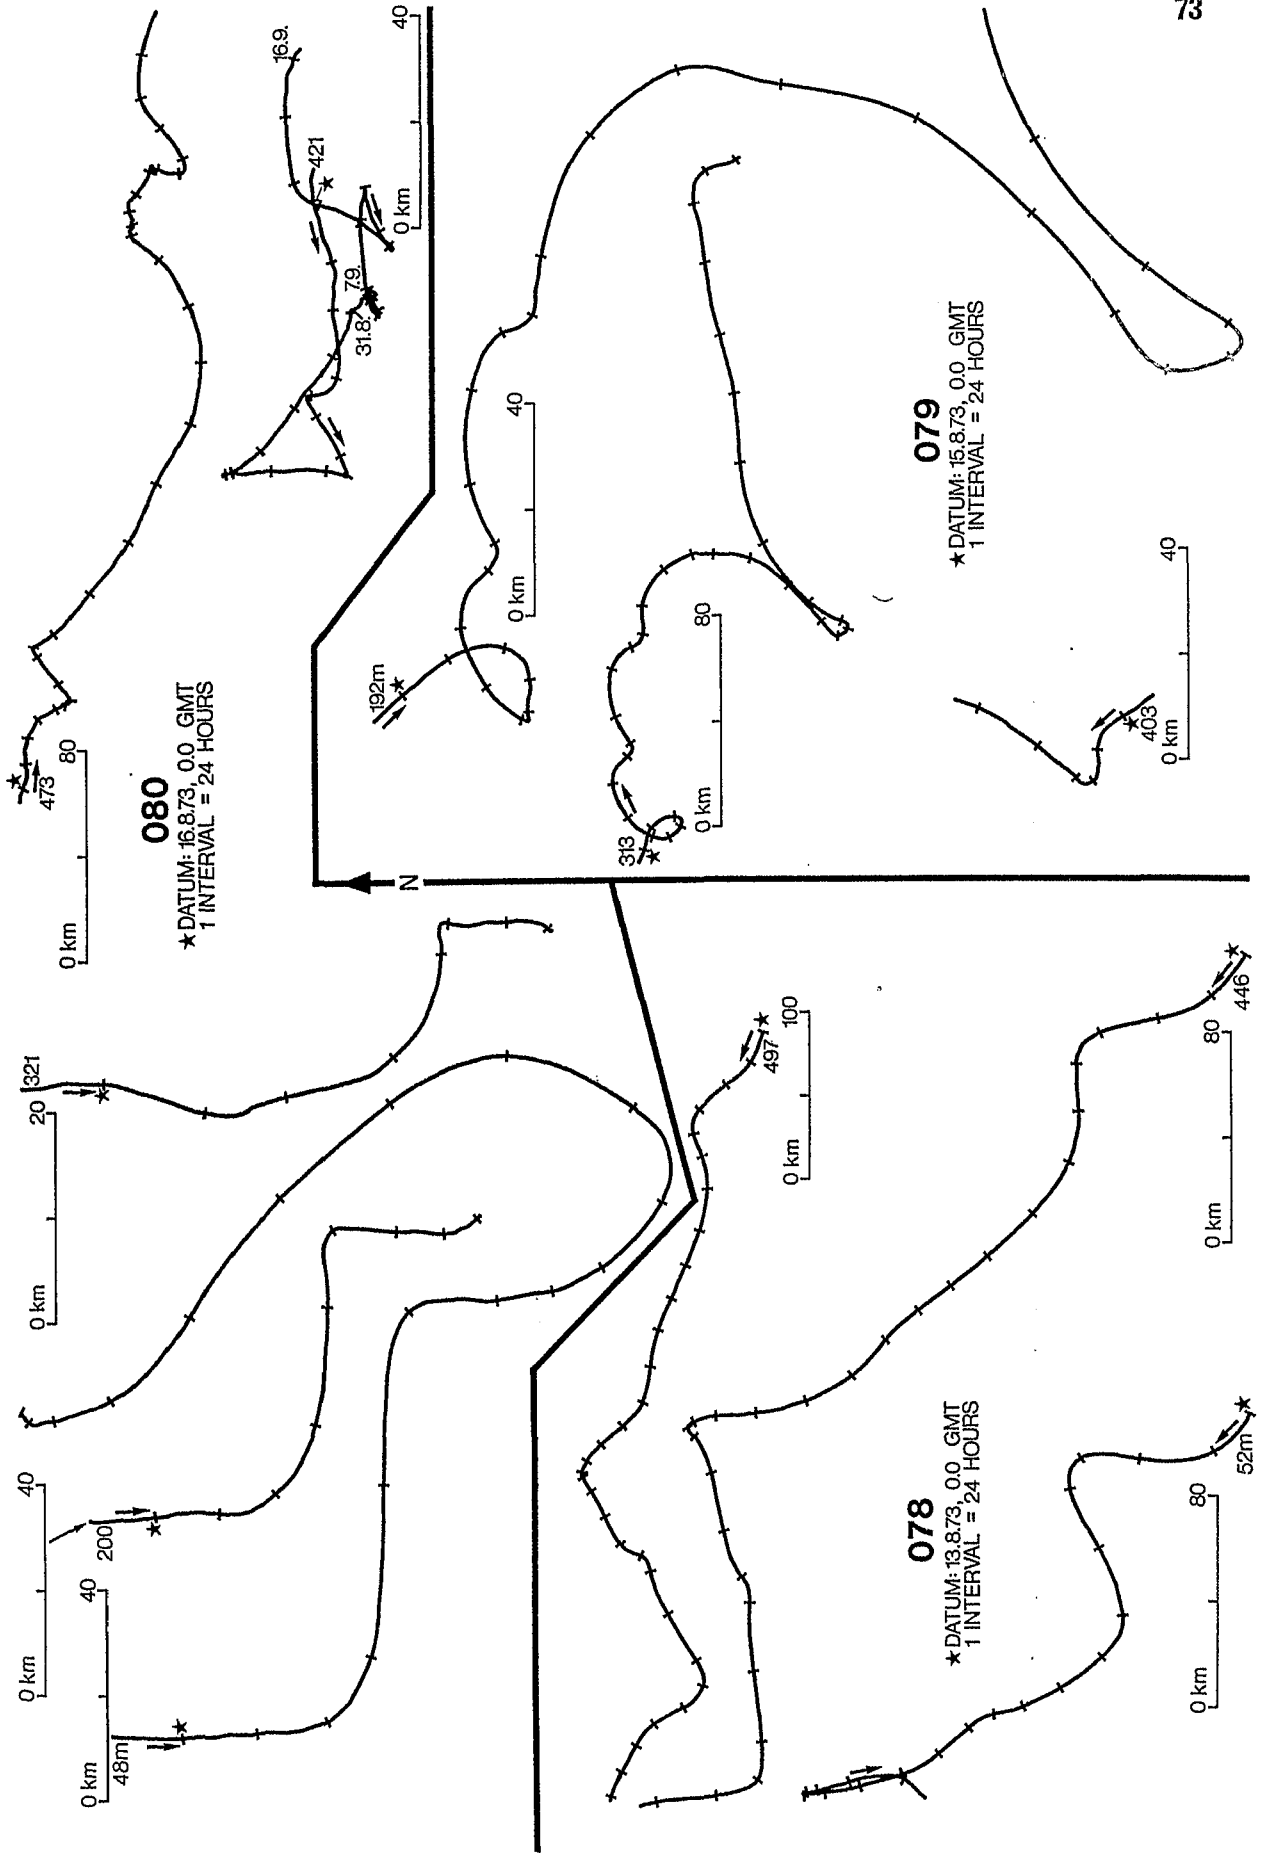 73
473
★
0 km
80
080
★DATUM: 16.8.73, 0.0 GMT
1 INTERVAL = 24 HOURS
421
★
16.9.
7.9.
31.8.
0 km
40
N
192m
★
0 km
40
313
★
0 km
80
079
★DATUM: 15.8.73, 0.0 GMT
1 INTERVAL = 24 HOURS
403
★
0 km
40
321
★
0 km
20
200
★
0 km
40
48m
★
0 km
40
497
★
0 km
100
446
★
0 km
80
078
★DATUM: 13.8.73, 0.0 GMT
1 INTERVAL = 24 HOURS
52m
★
0 km
80